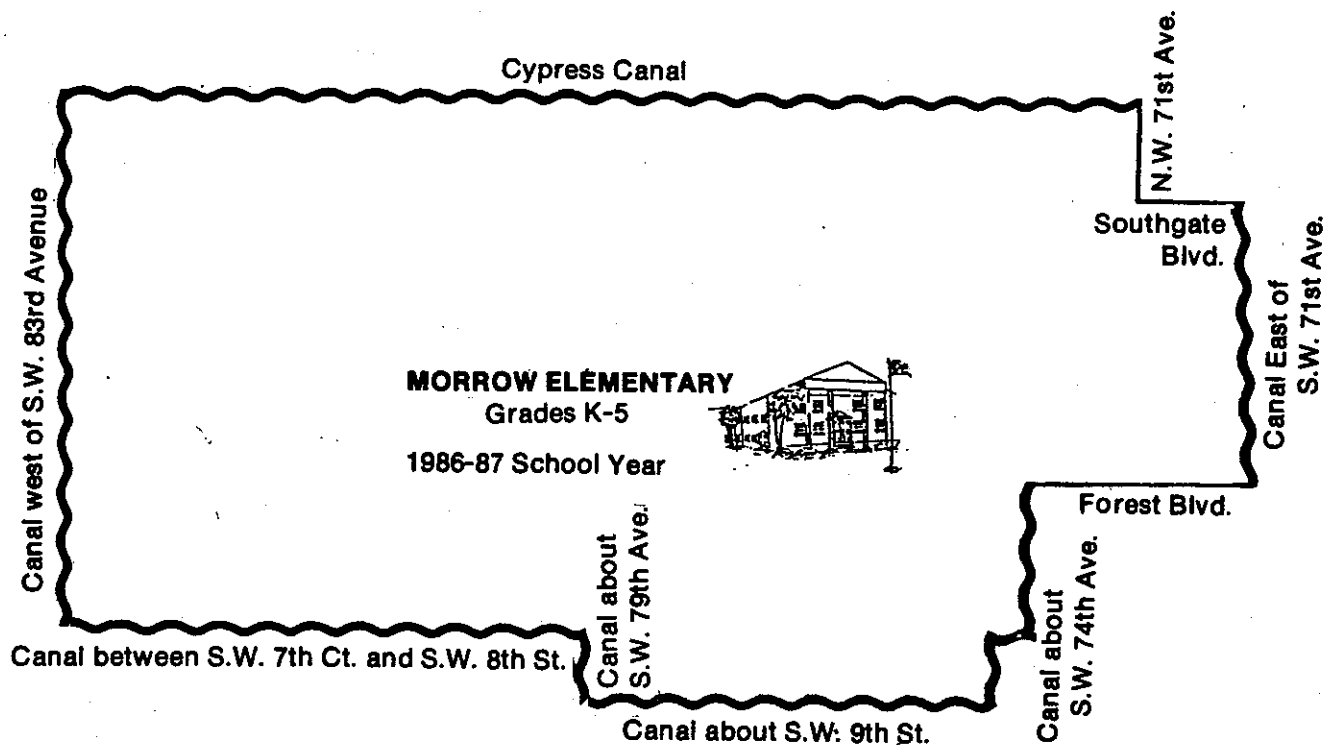 Cypress Canal
N.W. 71st Ave.
Southgate
Blvd.
Canal west of S.W. 83rd Avenue
Canal East of
S.W. 71st Ave.
MORROW ELEMENTARY
Grades K-5
1986-87 School Year
Forest Blvd.
Canal about
S.W. 79th Ave.
Canal about
S.W. 74th Ave.
Canal between S.W. 7th Ct. and S.W. 8th St.
Canal about S.W. 9th St.